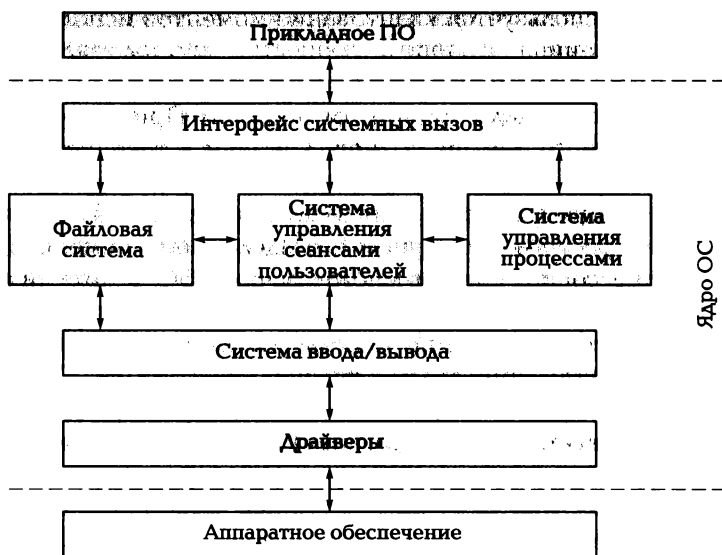 Прикладное ПО
Интерфейс системных вызов
Файловая
система
Система
управления
сеансами
пользователей
Система
управления
процессами
Ядро ОС
Система ввода/вывода
Драйверы
Аппаратное обеспечение